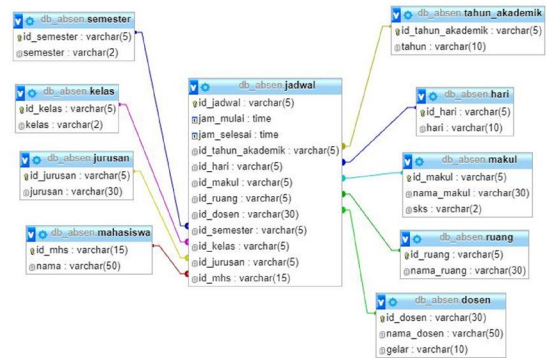 db_absen.semester
id_semester : varchar(5)
semester : varchar(2)
db_absen.kelas
id_kelas : varchar(5)
kelas : varchar(2)
db_absen.jurusan
id_jurusan : varchar(5)
jurusan : varchar(30)
db_absen.mahasiswa
id_mhs : varchar(15)
nama : varchar(50)
db_absen.jadwal
id_jadwal : varchar(5)
jam_mulai : time
jam_selesai : time
id_tahun_akademik : varchar(5)
id_hari : varchar(5)
id_makul : varchar(5)
id_ruang : varchar(5)
id_dosen : varchar(30)
id_semester : varchar(5)
id_kelas : varchar(5)
id_jurusan : varchar(5)
id_mhs : varchar(15)
db_absen.tahun_akademik
id_tahun_akademik : varchar(5)
tahun : varchar(10)
db_absen.hari
id_hari : varchar(5)
hari : varchar(10)
db_absen.makul
id_makul : varchar(5)
nama_makul : varchar(30)
sks : varchar(2)
db_absen.ruang
id_ruang : varchar(5)
nama_ruang : varchar(30)
db_absen.dosen
id_dosen : varchar(30)
nama_dosen : varchar(50)
gelar : varchar(10)